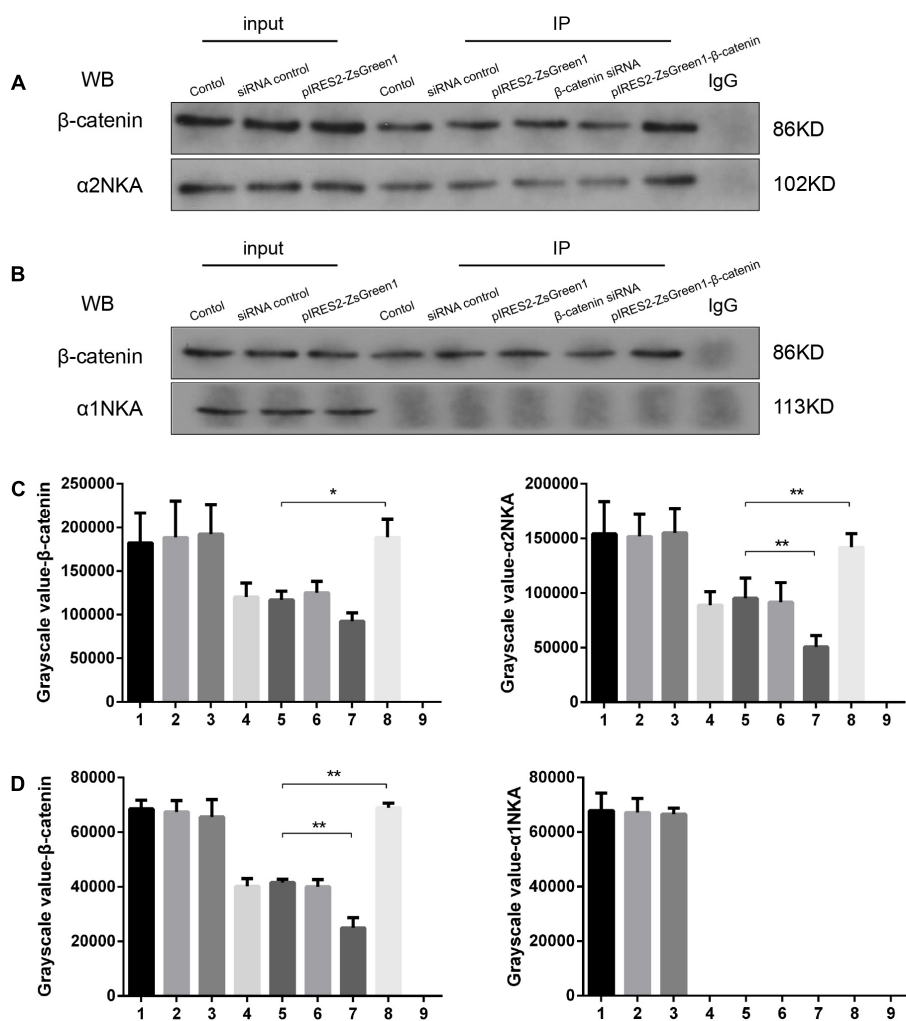 input
IP
A
WB
Contol
siRNA control
pIRES2-ZsGreen1
Contol
siRNA control
pIRES2-ZsGreen1
β-catenin siRNA
pIRES2-ZsGreen1-β-catenin
IgG
β-catenin
86KD
α2NKA
102KD
input
IP
B
WB
Contol
siRNA control
pIRES2-ZsGreen1
Contol
siRNA control
pIRES2-ZsGreen1
β-catenin siRNA
pIRES2-ZsGreen1-β-catenin
IgG
β-catenin
86KD
α1NKA
113KD
C
Grayscale value-β-catenin
250000
200000
150000
100000
50000
0
*
1 2 3 4 5 6 7 8 9
Grayscale value-α2NKA
200000
150000
100000
50000
0
**
**
1 2 3 4 5 6 7 8 9
D
Grayscale value-β-catenin
80000
60000
40000
20000
0
**
**
1 2 3 4 5 6 7 8 9
Grayscale value-α1NKA
80000
60000
40000
20000
0
1 2 3 4 5 6 7 8 9